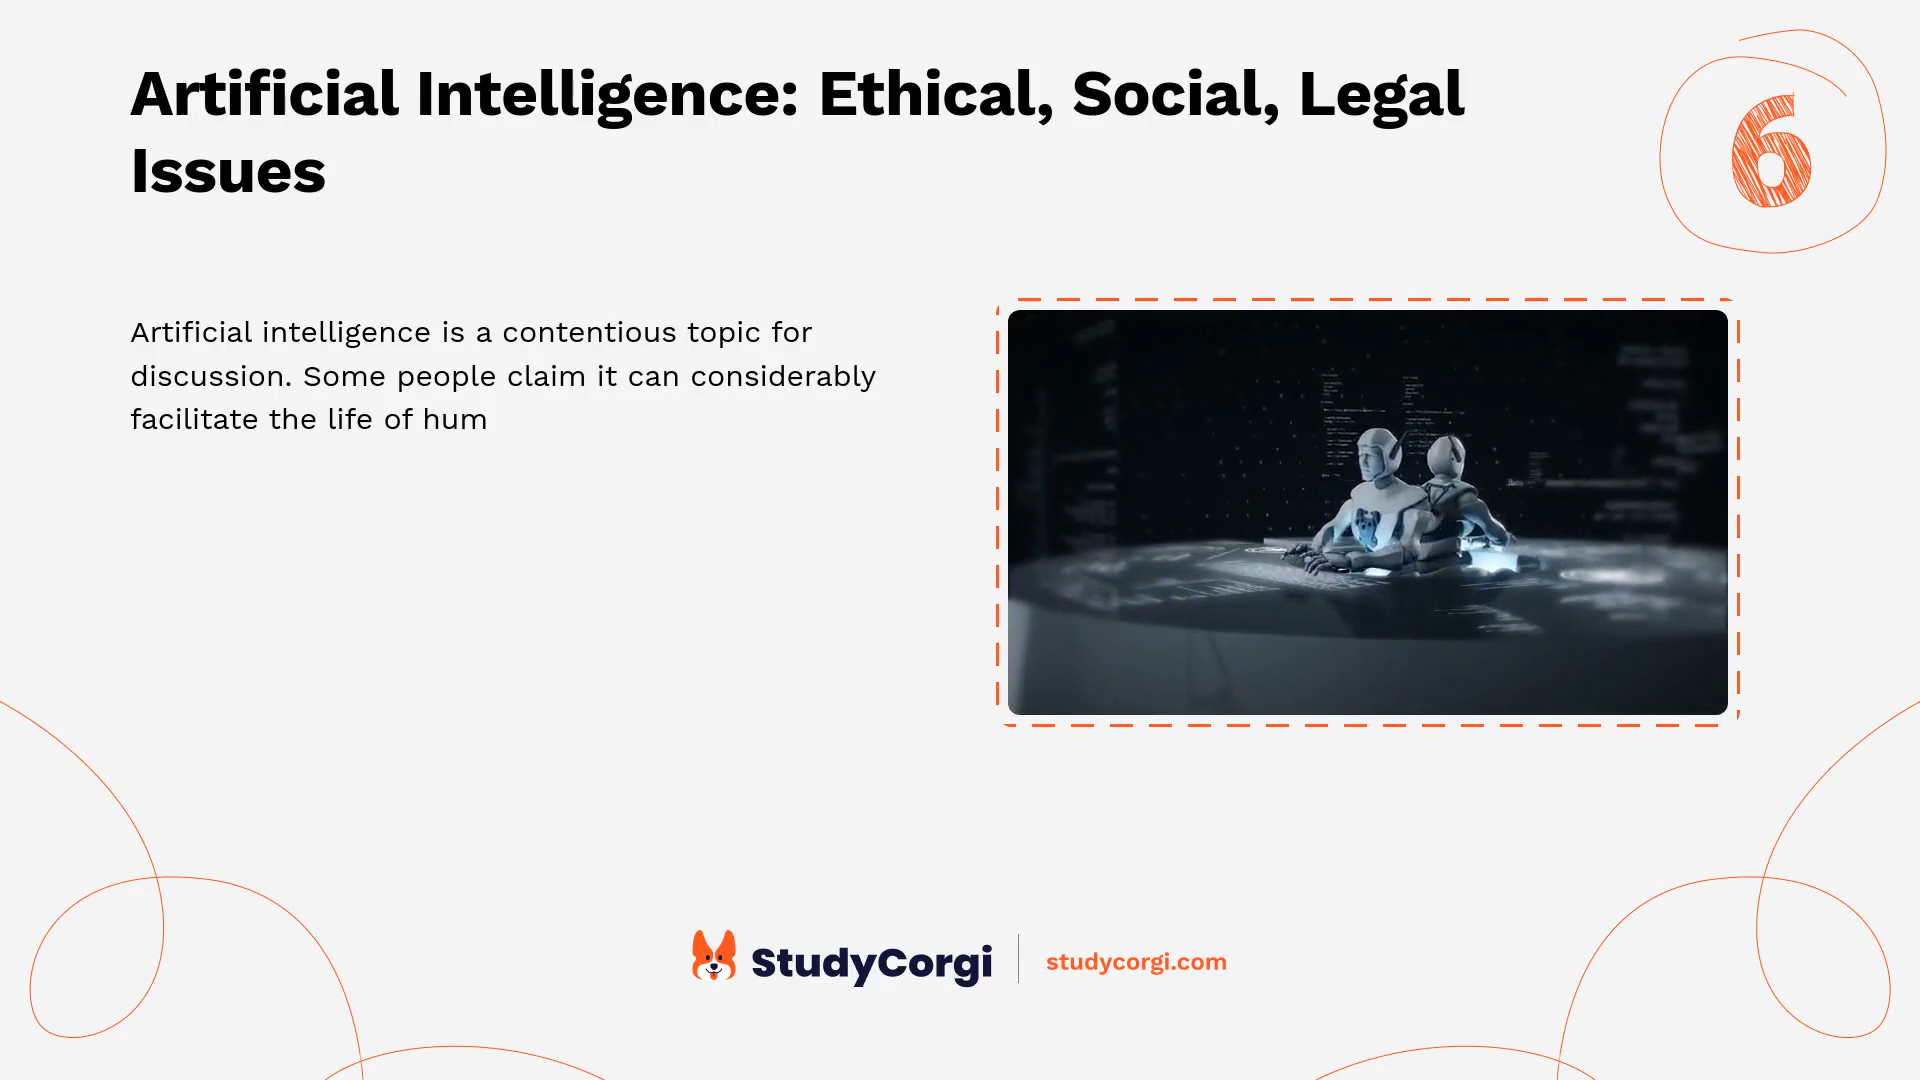 Artificial Intelligence: Ethical, Social, Legal
Issues
6
Artificial intelligence is a contentious topic for
discussion. Some people claim it can considerably
facilitate the life of hum
StudyCorgi
studycorgi.com